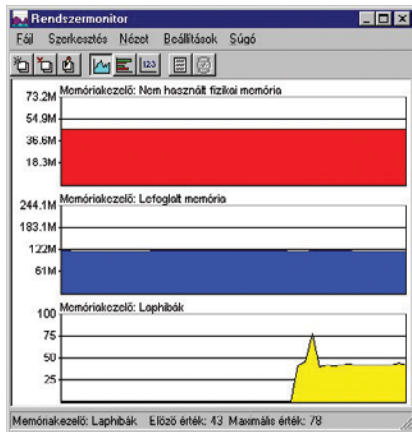 Rendszermonitor
Fájl Szerkesztés Nézet Beállítások Súgó
Memóriakezelő: Nem használt fizikai memória
73.2M
54.9M
36.6M
18.3M
Memóriakezelő: Lefoglalt memória
244.1M
183.1M
122M
61M
Memóriakezelő: Laphibák
100
75
50
25
Memóriakezelő: Laphibák Előző érték: 43 Maximális érték: 78